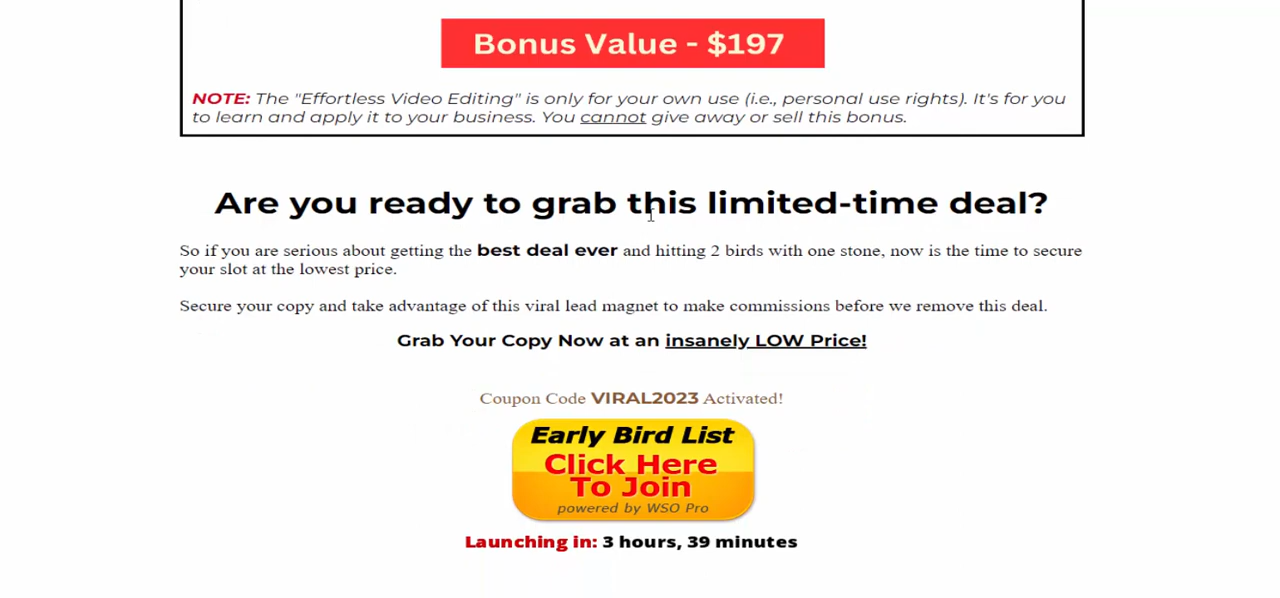 Bonus Value - $197
NOTE: The "Effortless Video Editing" is only for your own use (i.e., personal use rights). It's for you
to learn and apply it to your business. You cannot give away or sell this bonus.
Are you ready to grab this limited-time deal?
So if you are serious about getting the best deal ever and hitting 2 birds with one stone, now is the time to secure
your slot at the lowest price.
Secure your copy and take advantage of this viral lead magnet to make commissions before we remove this deal.
Grab Your Copy Now at an insanely LOW Price!
Coupon Code VIRAL2023 Activated!
Early Bird List
Click Here
To Join
powered by WSO Pro
Launching in: 3 hours, 39 minutes